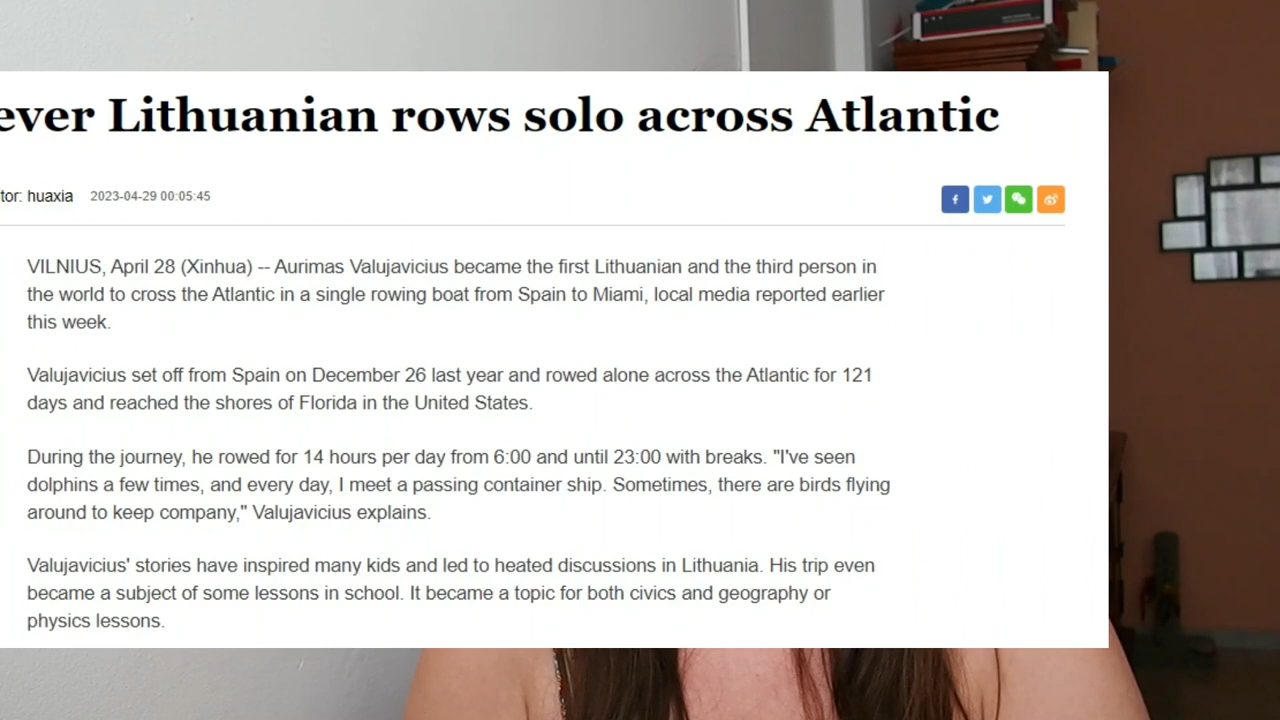 ever Lithuanian rows solo across Atlantic
tor: huaxia 2023-04-29 00:05:45
VILNIUS, April 28 (Xinhua) -- Aurimas Valujavicius became the first Lithuanian and the third person in
the world to cross the Atlantic in a single rowing boat from Spain to Miami, local media reported earlier
this week.
Valujavicius set off from Spain on December 26 last year and rowed alone across the Atlantic for 121
days and reached the shores of Florida in the United States.
During the journey, he rowed for 14 hours per day from 6:00 and until 23:00 with breaks. "I've seen
dolphins a few times, and every day, I meet a passing container ship. Sometimes, there are birds flying
around to keep company," Valujavicius explains.
Valujavicius' stories have inspired many kids and led to heated discussions in Lithuania. His trip even
became a subject of some lessons in school. It became a topic for both civics and geography or
physics lessons.